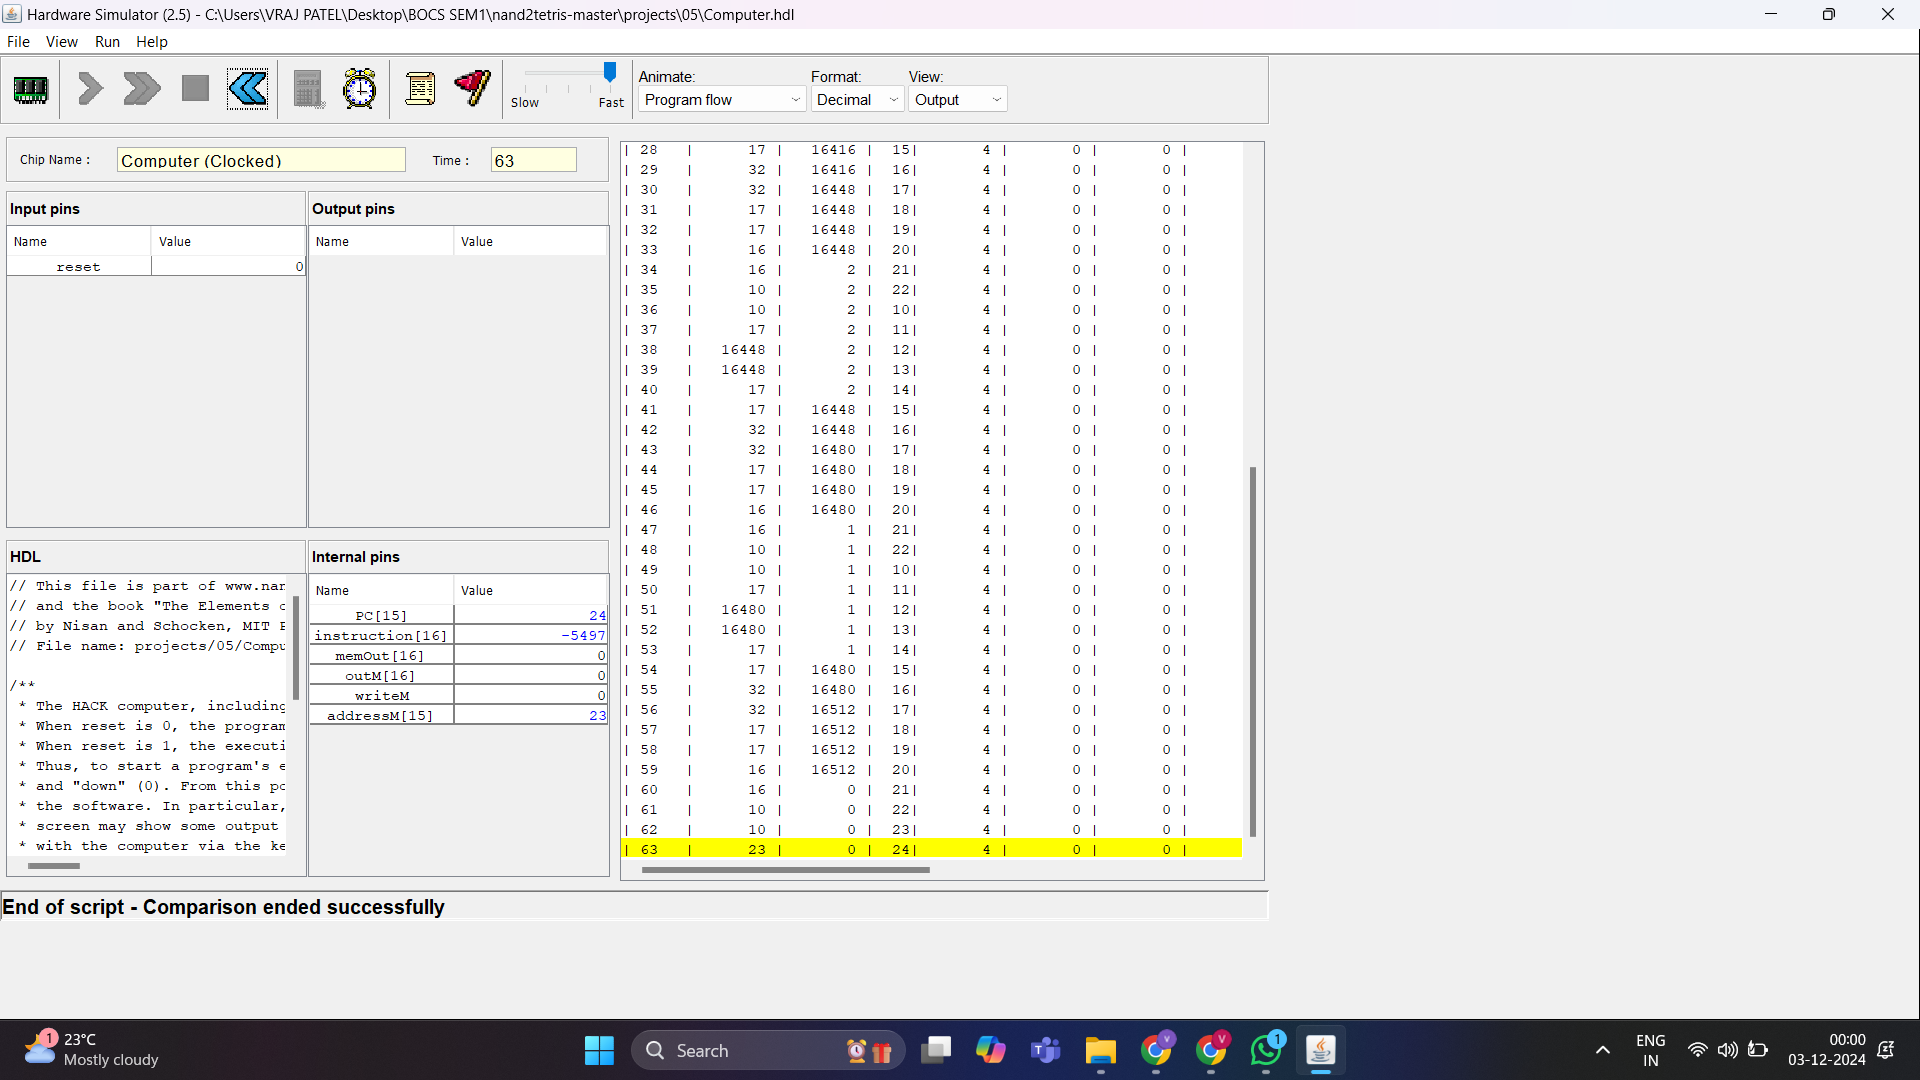 Hardware Simulator (2.5) - C:\Users\VRAJ PATEL\Desktop\BOCS SEM1\nand2tetris-master\projects\05\Computer.hdl
File View Run Help
Slow Fast
Animate: Format: View:
Program flow Decimal Output
Chip Name : Computer (Clocked) Time : 63
Input pins
Name Value
reset 0
Output pins
Name Value
HDL
// This file is part of www.nan
// and the book "The Elements o
// by Nisan and Schocken, MIT P
// File name: projects/05/Compu
/**
* The HACK computer, including
* When reset is 0, the program
* When reset is 1, the executi
* Thus, to start a program's e
* and "down" (0). From this po
* the software. In particular,
* screen may show some output
* with the computer via the ke
Internal pins
Name Value
PC[15] 24
instruction[16] -5497
memOut[16] 0
outM[16] 0
writeM 0
addressM[15] 23
| 28 | 17 | 16416 | 15| 4 | 0 | 0 |
| 29 | 32 | 16416 | 16| 4 | 0 | 0 |
| 30 | 32 | 16448 | 17| 4 | 0 | 0 |
| 31 | 17 | 16448 | 18| 4 | 0 | 0 |
| 32 | 17 | 16448 | 19| 4 | 0 | 0 |
| 33 | 16 | 16448 | 20| 4 | 0 | 0 |
| 34 | 16 | 2 | 21| 4 | 0 | 0 |
| 35 | 10 | 2 | 22| 4 | 0 | 0 |
| 36 | 10 | 2 | 10| 4 | 0 | 0 |
| 37 | 17 | 2 | 11| 4 | 0 | 0 |
| 38 | 16448 | 2 | 12| 4 | 0 | 0 |
| 39 | 16448 | 2 | 13| 4 | 0 | 0 |
| 40 | 17 | 2 | 14| 4 | 0 | 0 |
| 41 | 17 | 16448 | 15| 4 | 0 | 0 |
| 42 | 32 | 16448 | 16| 4 | 0 | 0 |
| 43 | 32 | 16480 | 17| 4 | 0 | 0 |
| 44 | 17 | 16480 | 18| 4 | 0 | 0 |
| 45 | 17 | 16480 | 19| 4 | 0 | 0 |
| 46 | 16 | 16480 | 20| 4 | 0 | 0 |
| 47 | 16 | 1 | 21| 4 | 0 | 0 |
| 48 | 10 | 1 | 22| 4 | 0 | 0 |
| 49 | 10 | 1 | 10| 4 | 0 | 0 |
| 50 | 17 | 1 | 11| 4 | 0 | 0 |
| 51 | 16480 | 1 | 12| 4 | 0 | 0 |
| 52 | 16480 | 1 | 13| 4 | 0 | 0 |
| 53 | 17 | 1 | 14| 4 | 0 | 0 |
| 54 | 17 | 16480 | 15| 4 | 0 | 0 |
| 55 | 32 | 16480 | 16| 4 | 0 | 0 |
| 56 | 32 | 16512 | 17| 4 | 0 | 0 |
| 57 | 17 | 16512 | 18| 4 | 0 | 0 |
| 58 | 17 | 16512 | 19| 4 | 0 | 0 |
| 59 | 16 | 16512 | 20| 4 | 0 | 0 |
| 60 | 16 | 0 | 21| 4 | 0 | 0 |
| 61 | 10 | 0 | 22| 4 | 0 | 0 |
| 62 | 10 | 0 | 23| 4 | 0 | 0 |
| 63 | 23 | 0 | 24| 4 | 0 | 0 |
End of script - Comparison ended successfully
1
23°C
Mostly cloudy
Search
V
V
1
ENG
IN
00:00
03-12-2024